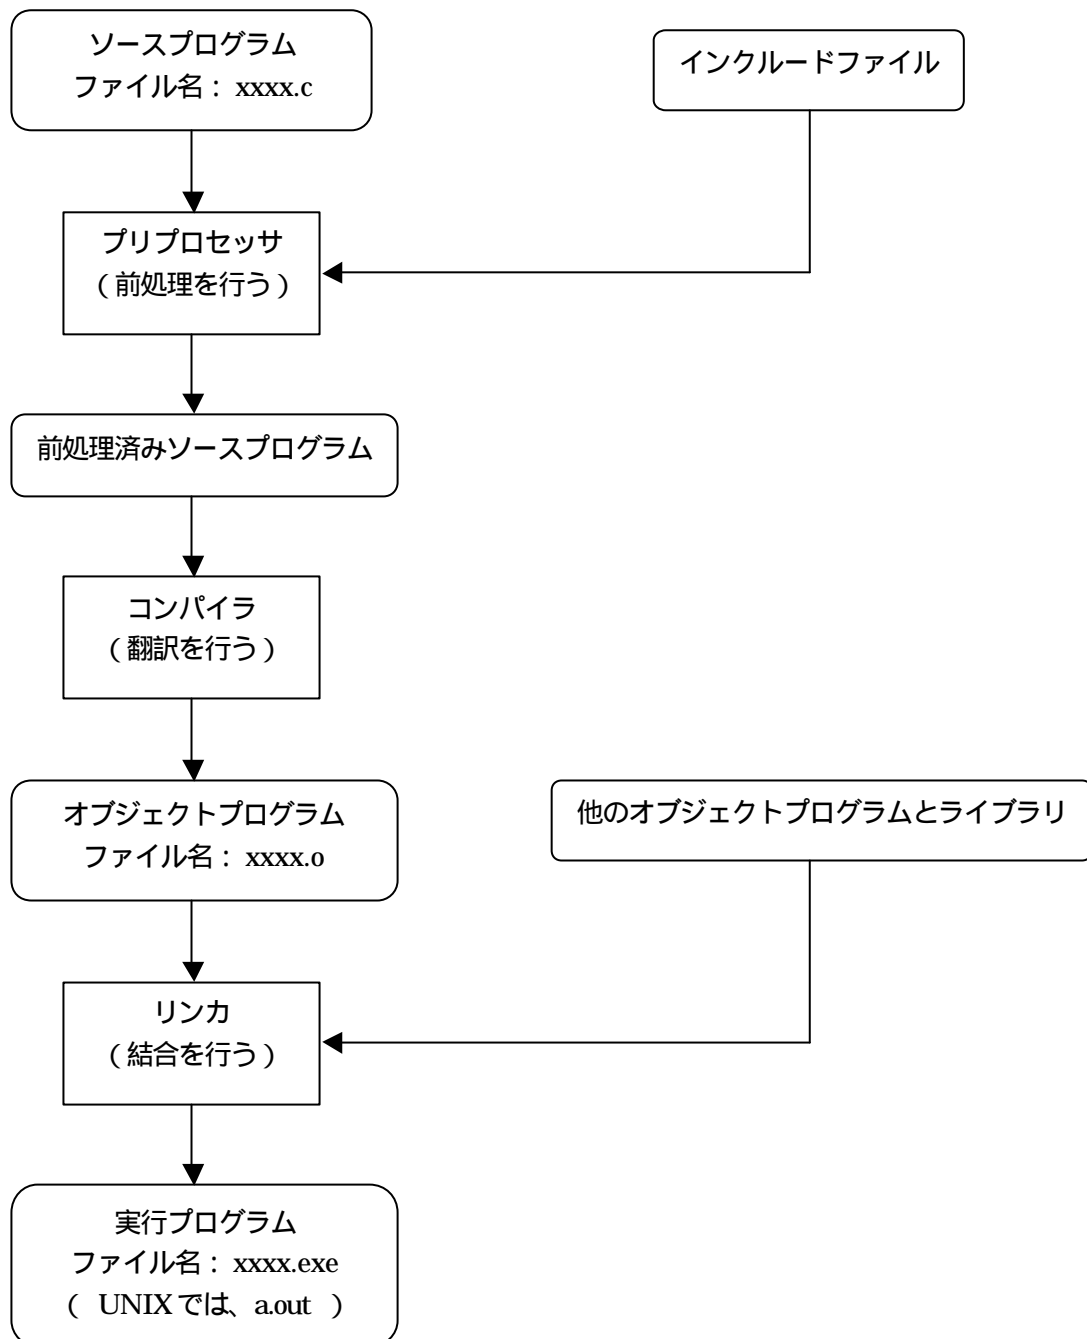 ソースプログラム
ファイル名： xxxx.c
インクルードファイル
プリプロセッサ
（前処理を行う）
前処理済みソースプログラム
コンパイラ
（翻訳を行う）
オブジェクトプログラム
ファイル名： xxxx.o
他のオブジェクトプログラムとライブラリ
リンカ
（結合を行う）
実行プログラム
ファイル名： xxxx.exe
（ UNIX では、a.out ）